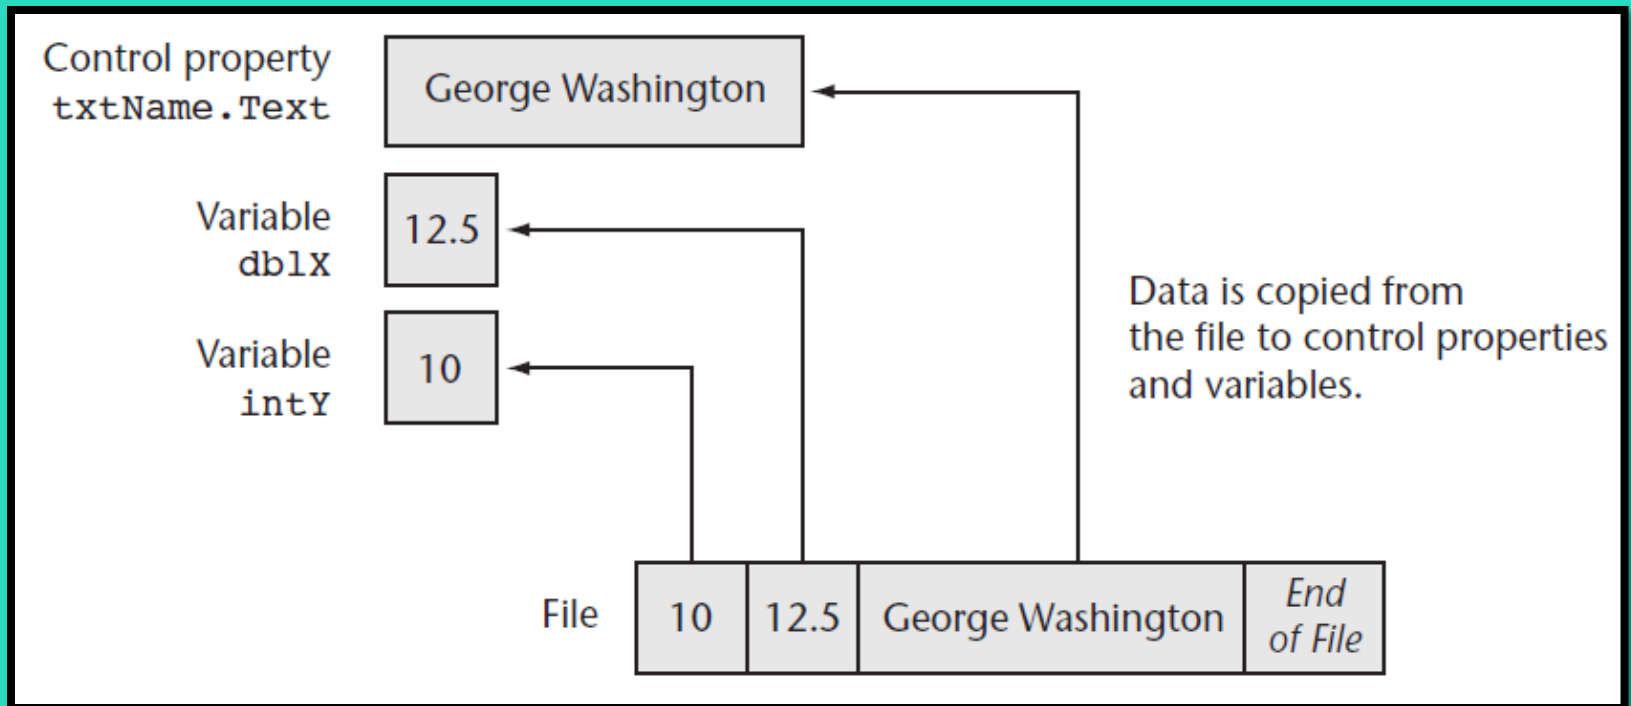 Control property
txtName.Text
George Washington
Variable
dblX
12.5
Variable
intY
10
Data is copied from
the file to control properties
and variables.
File
10
12.5
George Washington
End
of File